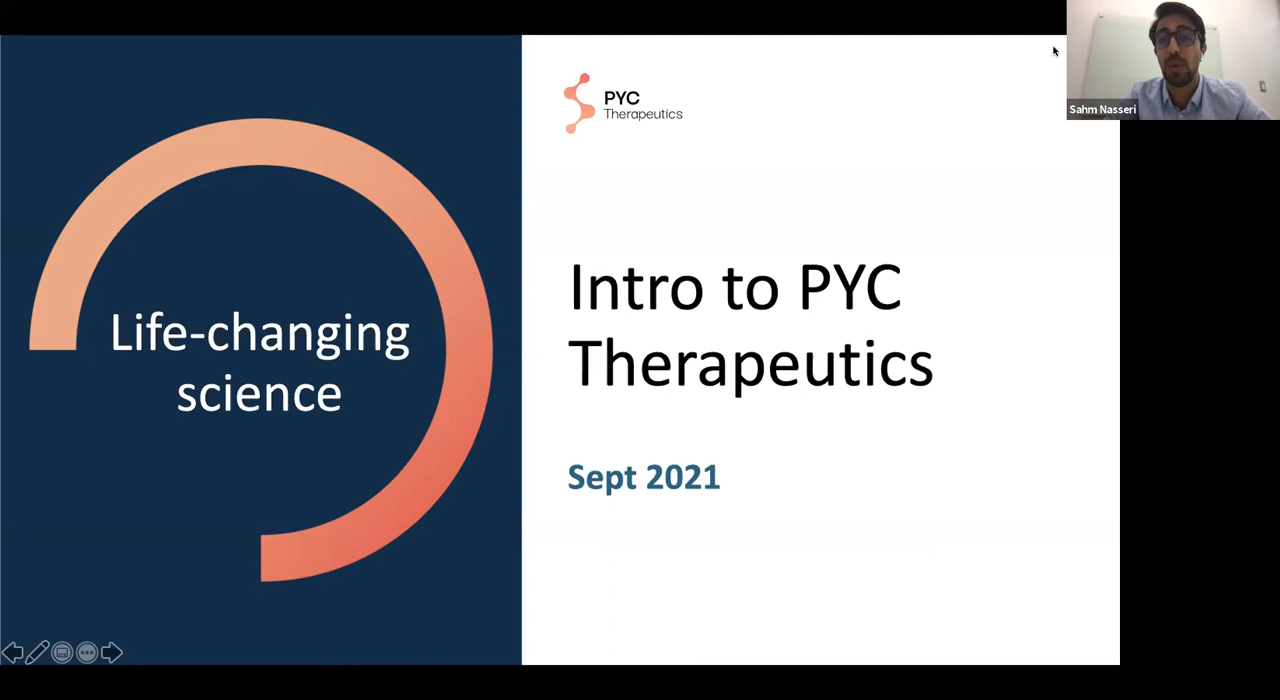 PYC
Therapeutics
Sahm Nasseri
Life-changing
science
Intro to PYC
Therapeutics
Sept 2021